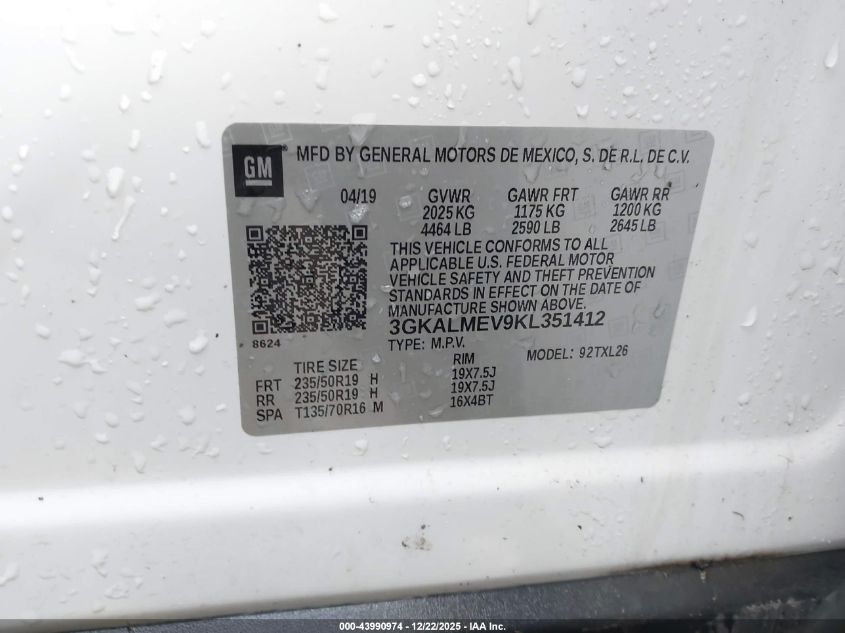 GM MFD BY GENERAL MOTORS DE MEXICO, S. DE R.L. DE C.V.
04/19 GVWR GAWR FRT GAWR RR
2025 KG 1175 KG 1200 KG
4464 LB 2590 LB 2645 LB
THIS VEHICLE CONFORMS TO ALL
APPLICABLE U.S. FEDERAL MOTOR
VEHICLE SAFETY AND THEFT PREVENTION
STANDARDS IN EFFECT ON THE DATE OF
MANUFACTURE SHOWN ABOVE.
3GKALMEV9KL351412
8624
TYPE: M.P.V. MODEL: 92TXL26
TIRE SIZE RIM
FRT 235/50R19 H 19X7.5J
RR 235/50R19 H 19X7.5J
SPA T135/70R16 M 16X4BT
000-43990974 - 12/22/2025 - IAA Inc.